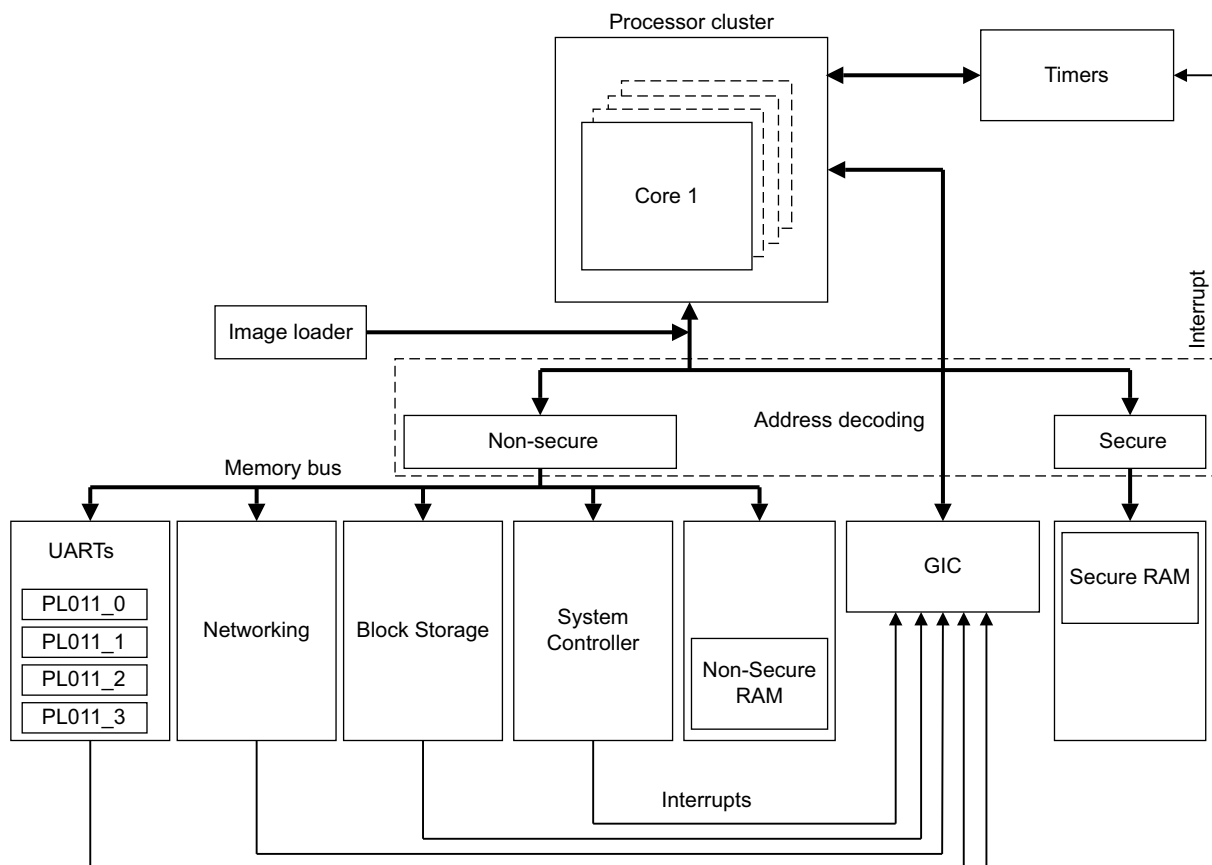 Processor cluster
Timers
Core 1
Interrupt
Image loader
Address decoding
Non-secure
Secure
Memory bus
UARTs
PL011_0
PL011_1
PL011_2
PL011_3
Networking
Block Storage
System
Controller
Non-Secure
RAM
GIC
Secure RAM
Interrupts